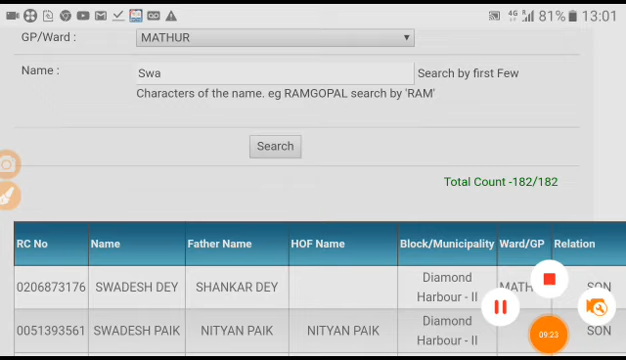 4G R 81% 13:01
GP/Ward : MATHUR
Name : Swa Search by first Few
Characters of the name. eg RAMGOPAL search by 'RAM'
Search
Total Count -182/182
RC No Name Father Name HOF Name Block/Municipality Ward/GP Relation
0206873176 SWADESH DEY SHANKAR DEY Diamond Harbour - II SON
0051393561 SWADESH PAIK NITYAN PAIK NITYAN PAIK Diamond Harbour - II SON
09:23